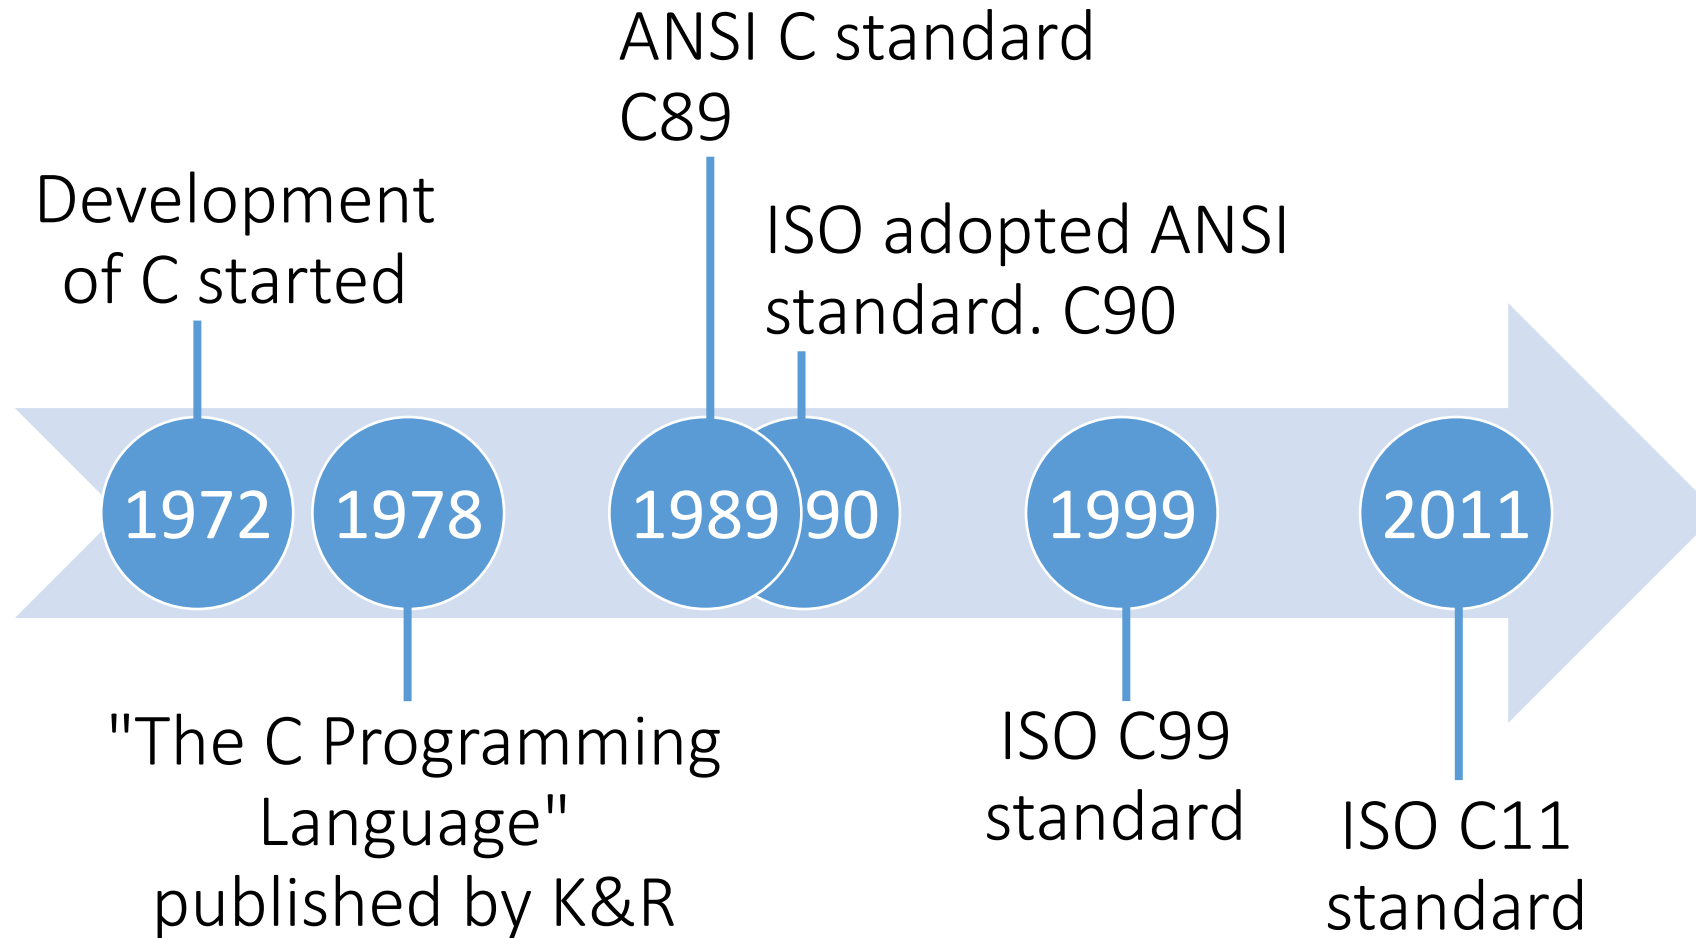 ANSI C standard
C89
Development
of C started
ISO adopted ANSI
standard. C90
1972
1978
1989
90
1999
2011
"The C Programming
Language"
published by K&R
ISO C99
standard
ISO C11
standard